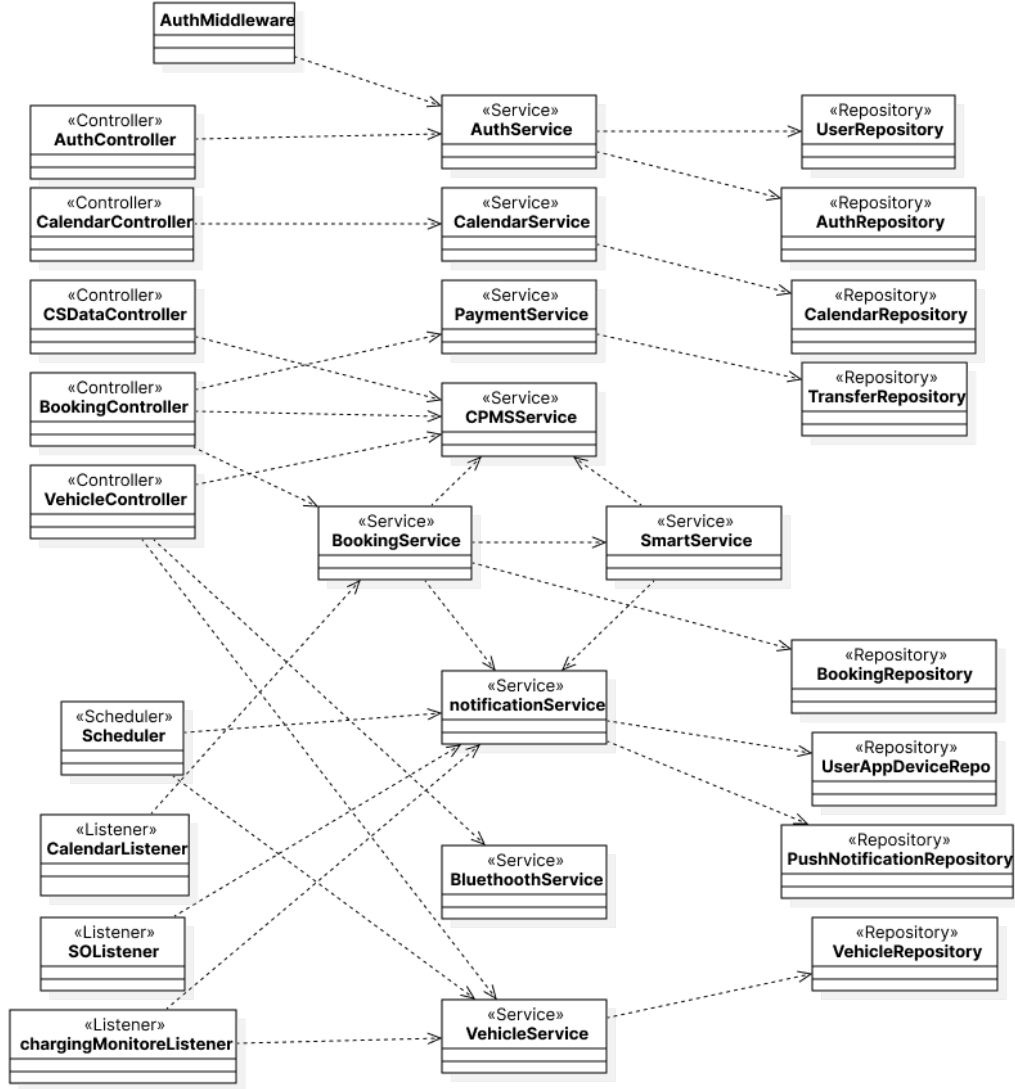 AuthMiddleware
«Controller»
AuthController
«Service»
AuthService
«Repository»
UserRepository
«Controller»
CalendarController
«Service»
CalendarService
«Repository»
AuthRepository
«Controller»
CSDataController
«Service»
PaymentService
«Repository»
CalendarRepository
«Controller»
BookingController
«Service»
CPMSService
«Repository»
TransferRepository
«Controller»
VehicleController
«Service»
BookingService
«Service»
SmartService
«Repository»
BookingRepository
«Scheduler»
Scheduler
«Service»
notificationService
«Repository»
UserAppDeviceRepo
«Listener»
CalendarListener
«Service»
BluethoothService
«Repository»
PushNotificationRepository
«Listener»
SOListener
«Repository»
VehicleRepository
«Listener»
chargingMonitoreListener
«Service»
VehicleService